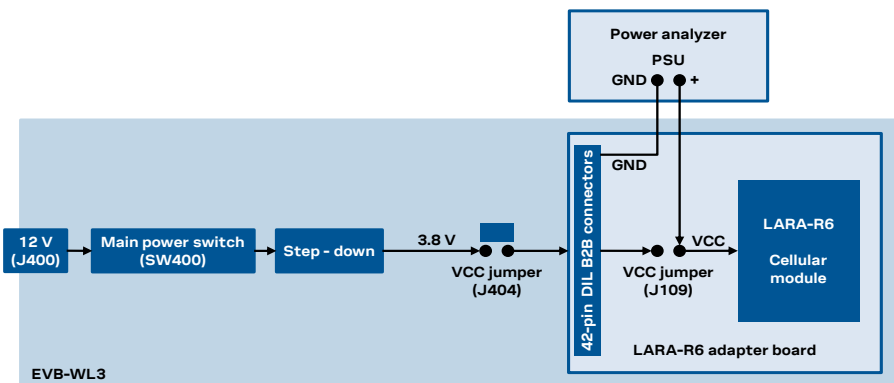 Power analyzer
PSU
GND
+
42-pin DIL B2B connectors
GND
12 V
(J400)
Main power switch
(SW400)
Step - down
3.8 V
VCC jumper
(J404)
VCC
VCC jumper
(J109)
LARA-R6
Cellular
module
LARA-R6 adapter board
EVB-WL3